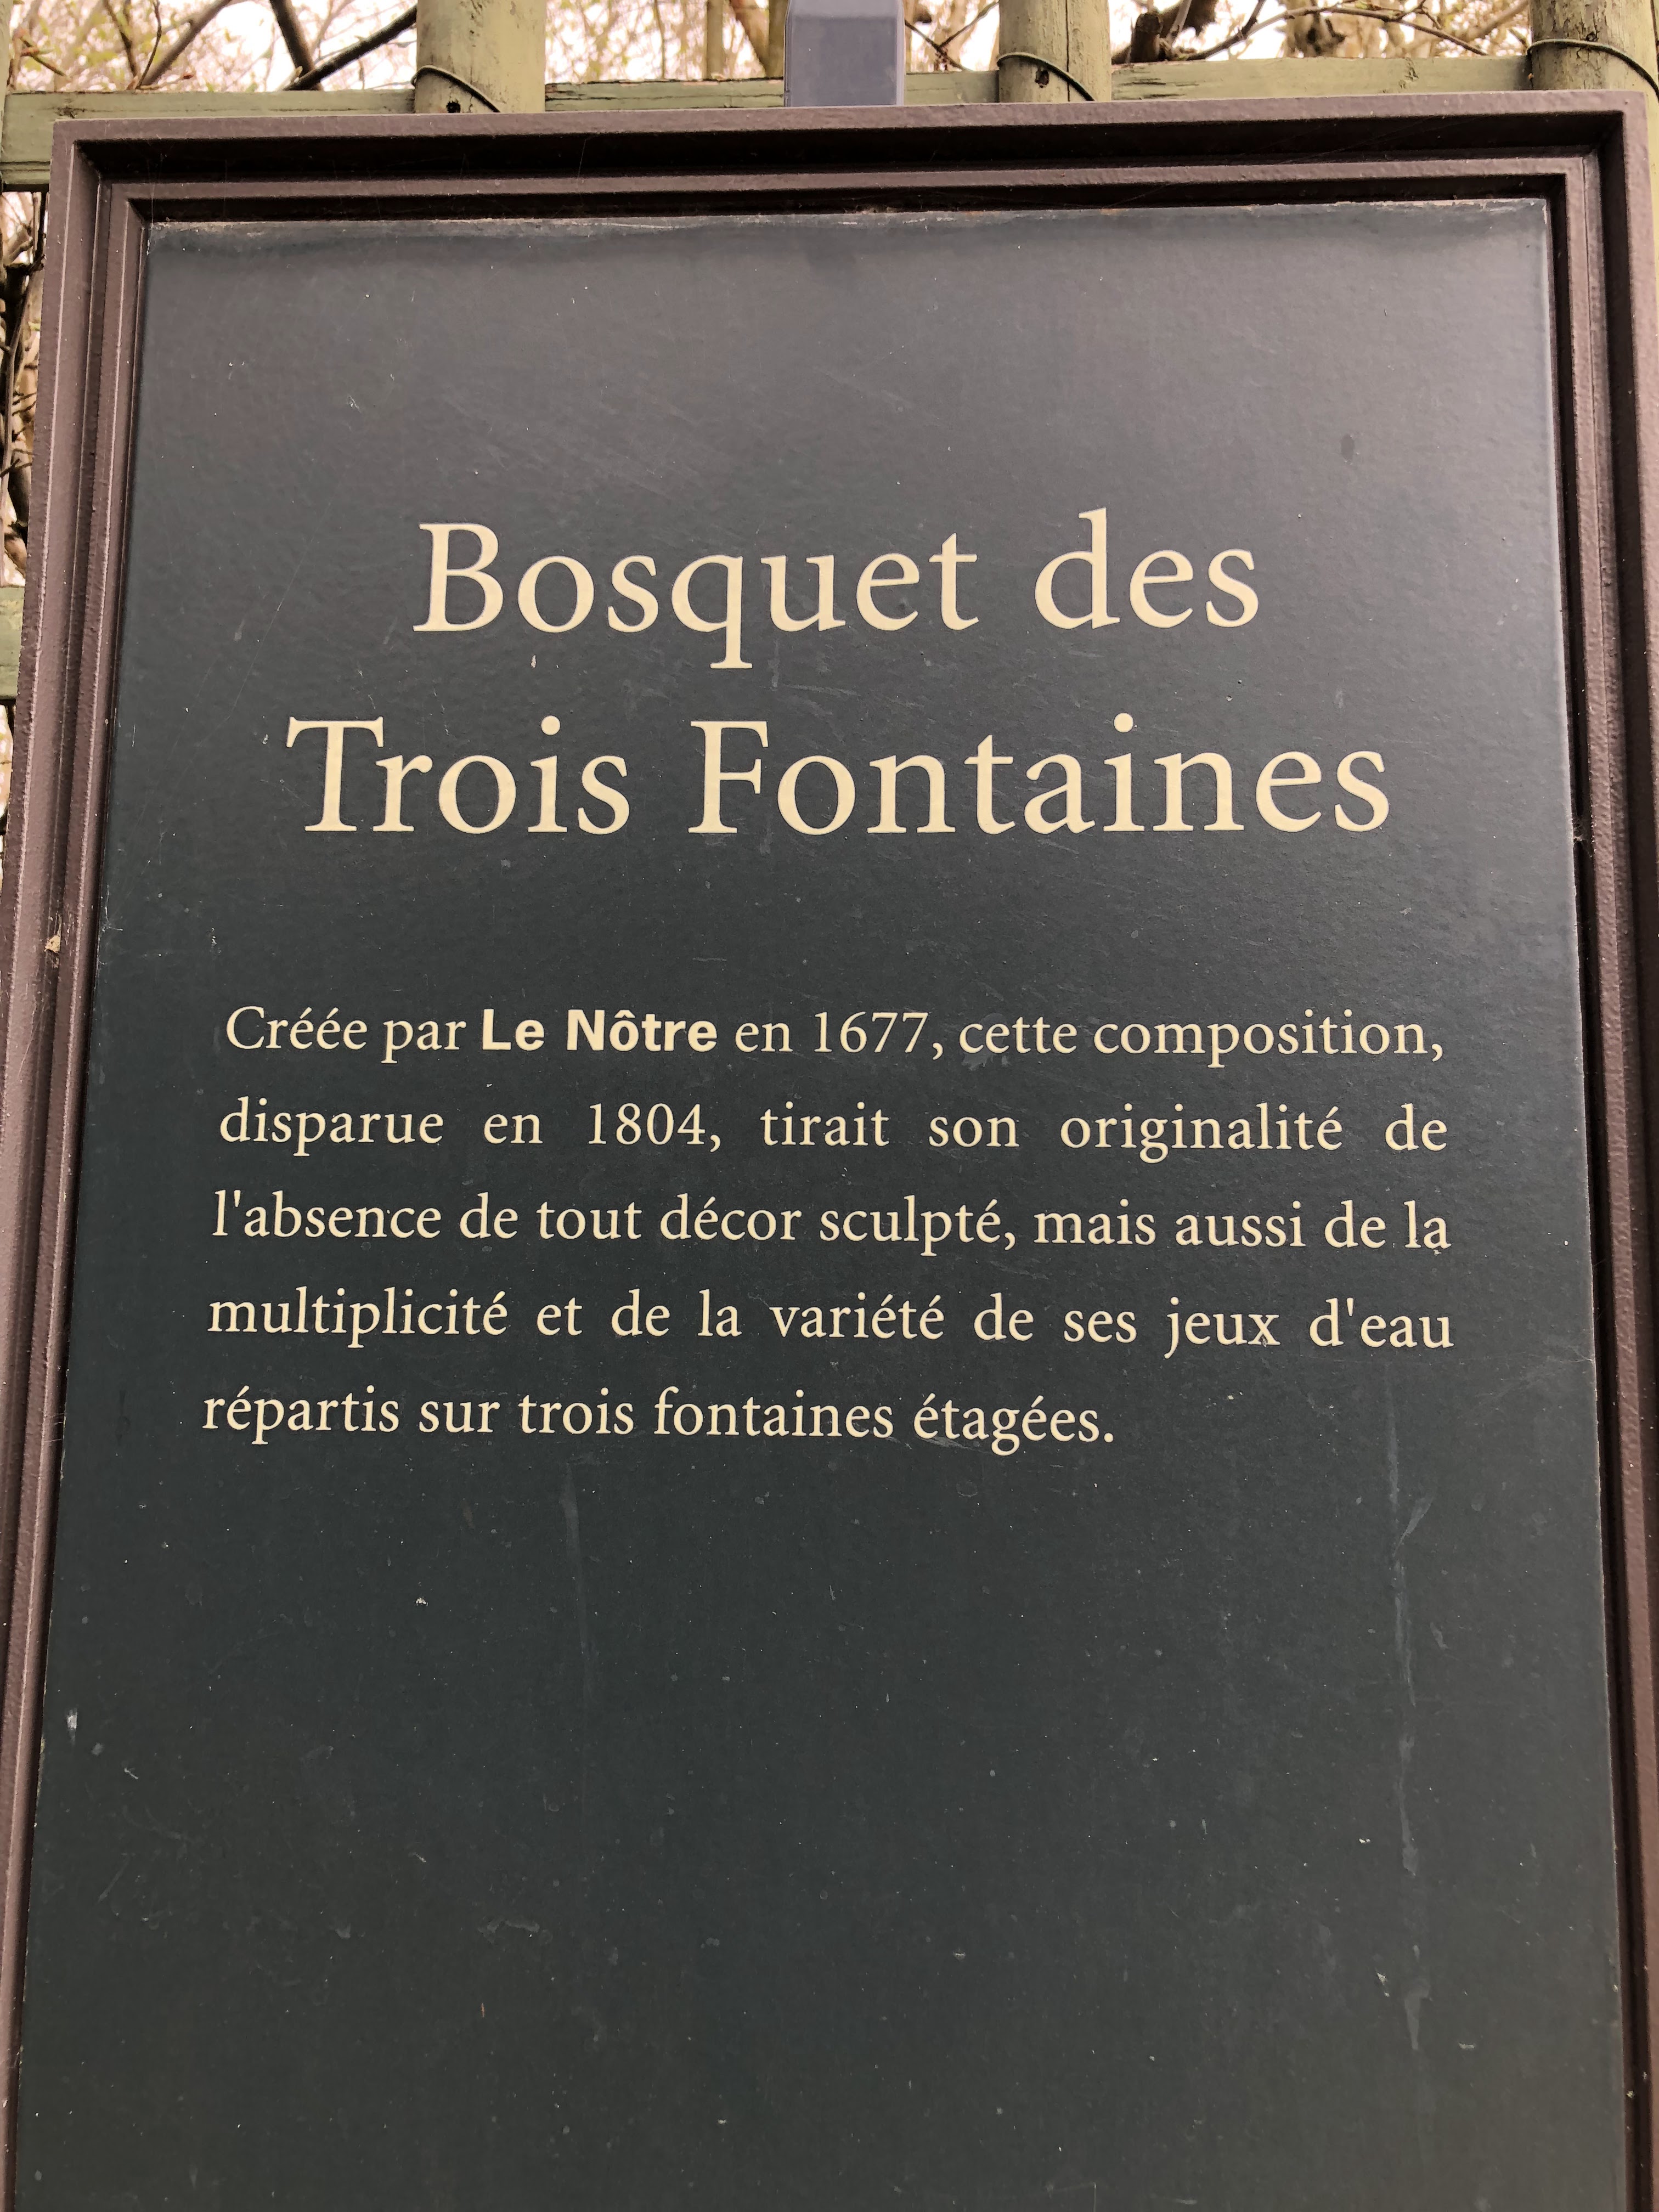 Bosquet des
Trois Fontaines
Créée par Le Nôtre en 1677, cette composition,
disparue en 1804, tirait son originalité de
l'absence de tout décor sculpté, mais aussi de la
multiplicité et de la variété de ses jeux d'eau
répartis sur trois fontaines étagées.